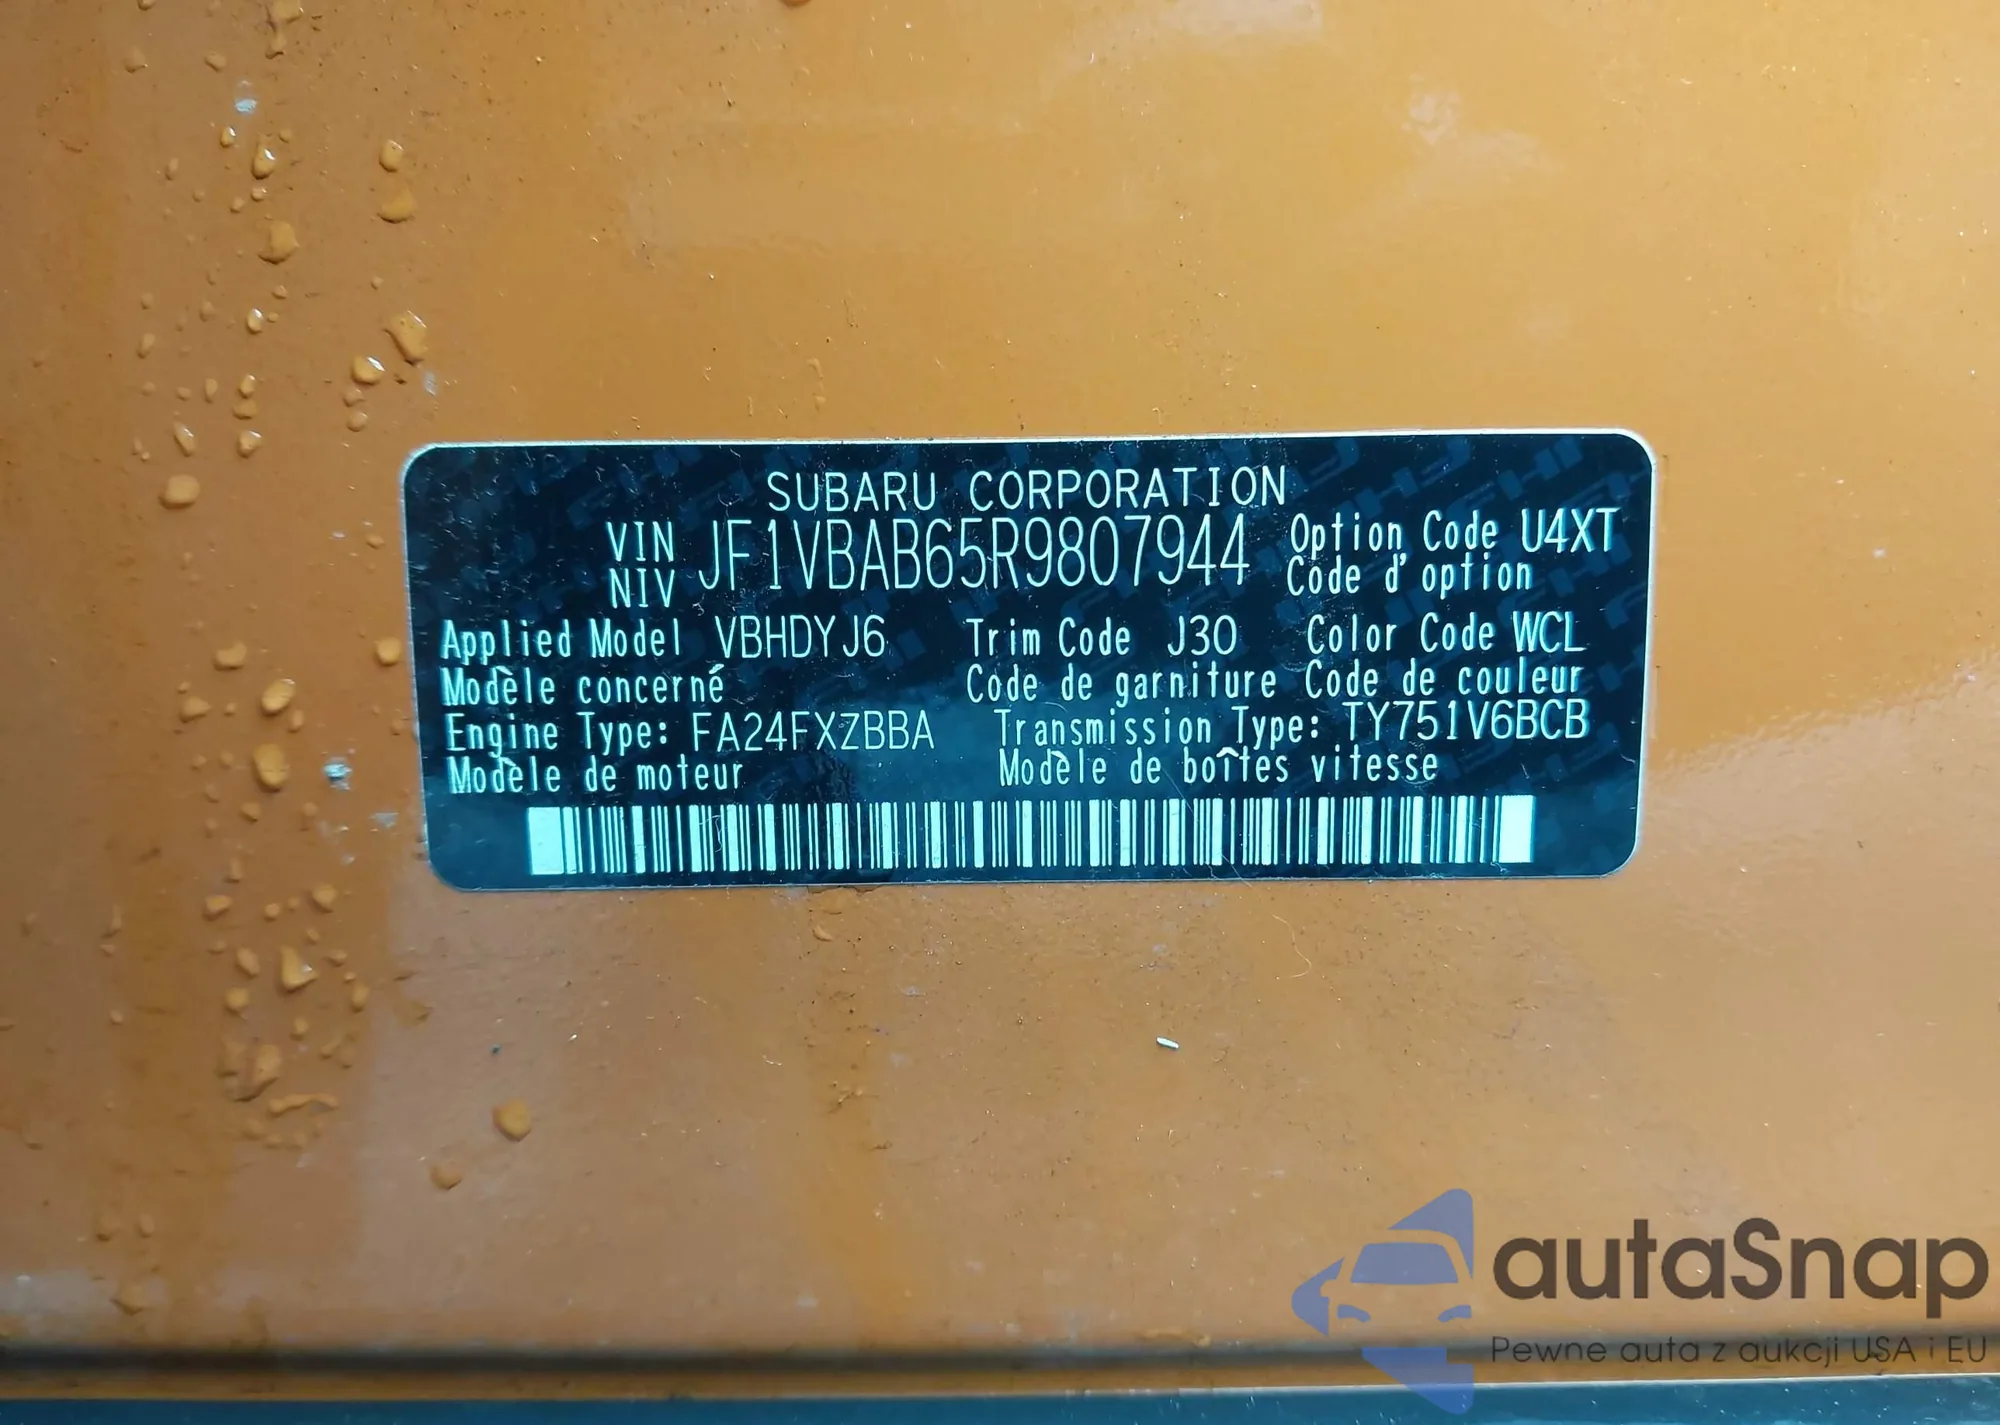 SUBARU CORPORATION
VIN JF1VBAB65R9807944 Option Code U4XT
NIV Code d'option
Applied Model VBHDYJ6 Trim Code J30 Color Code WCL
Modèle concerné Code de garniture Code de couleur
Engine Type: FA24FXZBBA Transmission Type: TY751V6BCB
Modèle de moteur Modèle de boîtes vitesse
autaSnap
Pewne auta z aukcji USA i EU